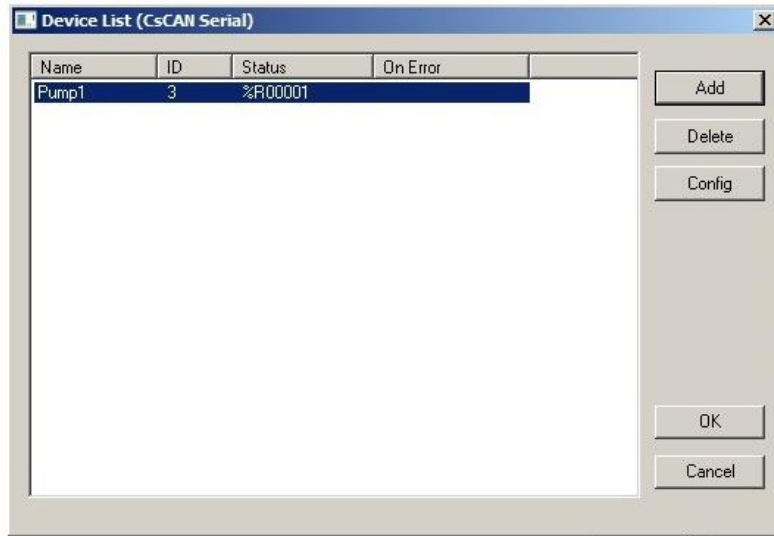 Device List (CsCAN Serial)
Name ID Status On Error
Pump1 3 %R00001
Add
Delete
Config
OK
Cancel